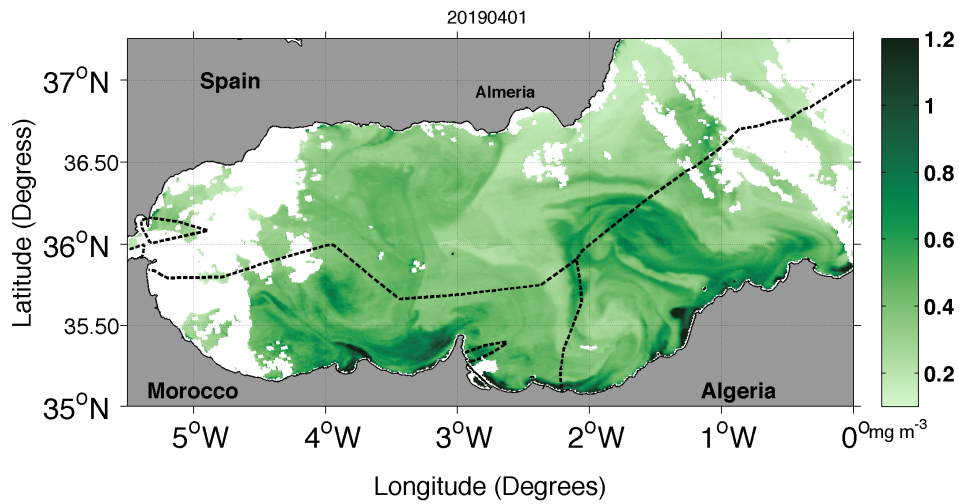 20190401
37°N
36.50
36°N
35.50
35°N
Latitude (Degrees)
Spain
Almeria
Morocco
Algeria
5°W
4°W
3°W
2°W
1°W
0°
Longitude (Degrees)
1.2
1
0.8
0.6
0.4
0.2
mg m⁻³